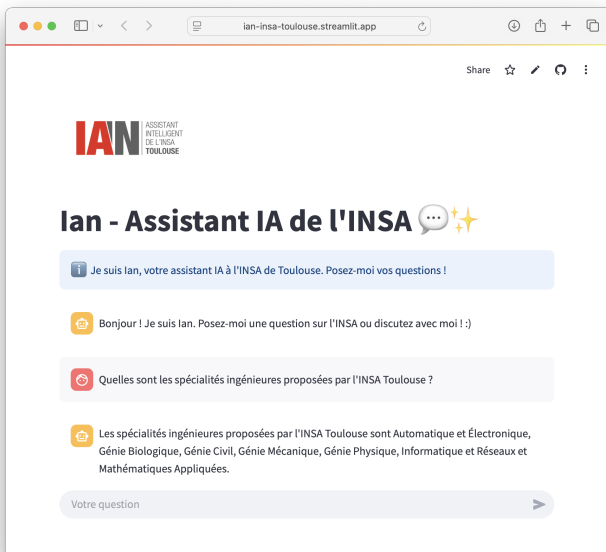 ian-insa-toulouse.streamlit.app
Share
IAN
ASSISTANT
INTELLIGENT
DE L'INSA
TOULOUSE
Ian - Assistant IA de l'INSA 💬✨
Je suis Ian, votre assistant IA à l'INSA de Toulouse. Posez-moi vos questions !
Bonjour ! Je suis Ian. Posez-moi une question sur l'INSA ou discutez avec moi ! :)
Quelles sont les spécialités ingénieures proposées par l'INSA Toulouse ?
Les spécialités ingénieures proposées par l'INSA Toulouse sont Automatique et Électronique,
Génie Biologique, Génie Civil, Génie Mécanique, Génie Physique, Informatique et Réseaux et
Mathématiques Appliquées.
Votre question